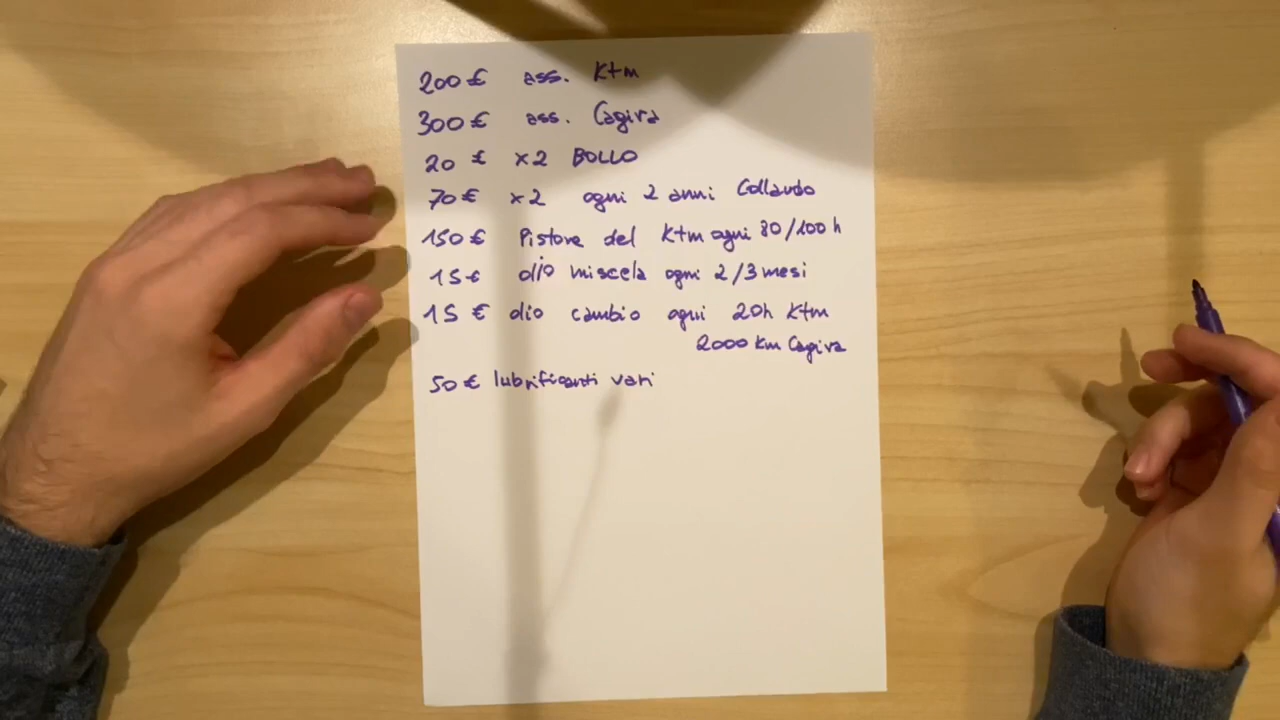 200€ ass. Ktm
300€ ass. Cagiva
20 € x2 BOLLO
70€ x2 ogni 2 anni Collaudo
150€ Pistone del Ktm ogni 80/100 h
15€ olio miscela ogni 2/3 mesi
15 € olio cambio ogni 20h Ktm
2000 Km Cagiva
50€ lubrificanti vari